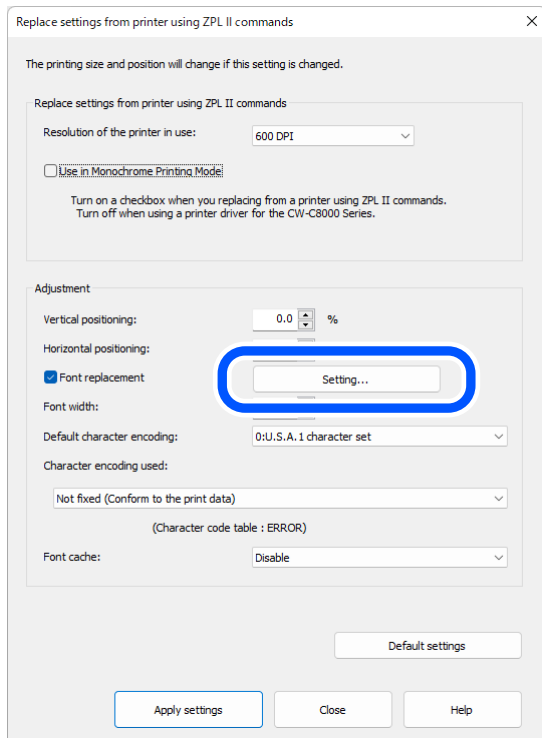 Replace settings from printer using ZPL II commands
The printing size and position will change if this setting is changed.
Replace settings from printer using ZPL II commands
Resolution of the printer in use: 600 DPI
Use in Monochrome Printing Mode
Turn on a checkbox when you replacing from a printer using ZPL II commands.
Turn off when using a printer driver for the CW-C8000 Series.
Adjustment
Vertical positioning: 0.0 %
Horizontal positioning:
Font replacement Setting...
Font width:
Default character encoding: 0:U.S.A.1 character set
Character encoding used:
Not fixed (Conform to the print data)
(Character code table : ERROR)
Font cache: Disable
Default settings
Apply settings Close Help